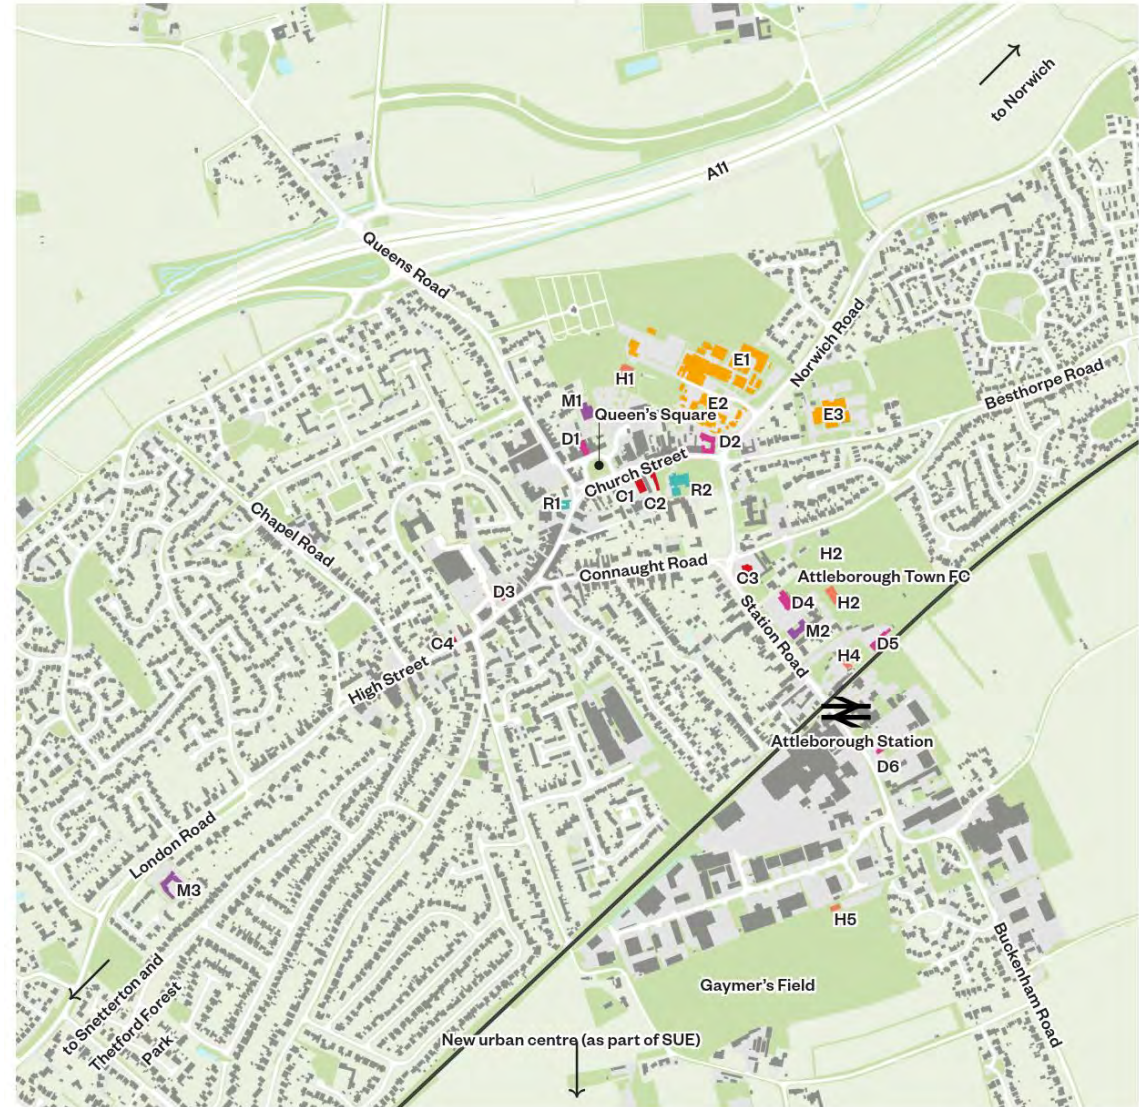 to Norwich
A11
Queens Road
Norwich Road
E1
H1
Besthorpe Road
M1
E2
Queen's Square
E3
D1
D2
Church Street
R1
C1
C2
R2
Chapel Road
Connaught Road
H2
C3
Attleborough Town FC
D3
D4
H2
M2
C4
D5
Station Road
H4
High Street
Attleborough Station
D6
London Road
M3
H5
Buckenham Road
Gaymer's Field
to Snetterton and
Thetford Forest
Park
New urban centre (as part of SUE)